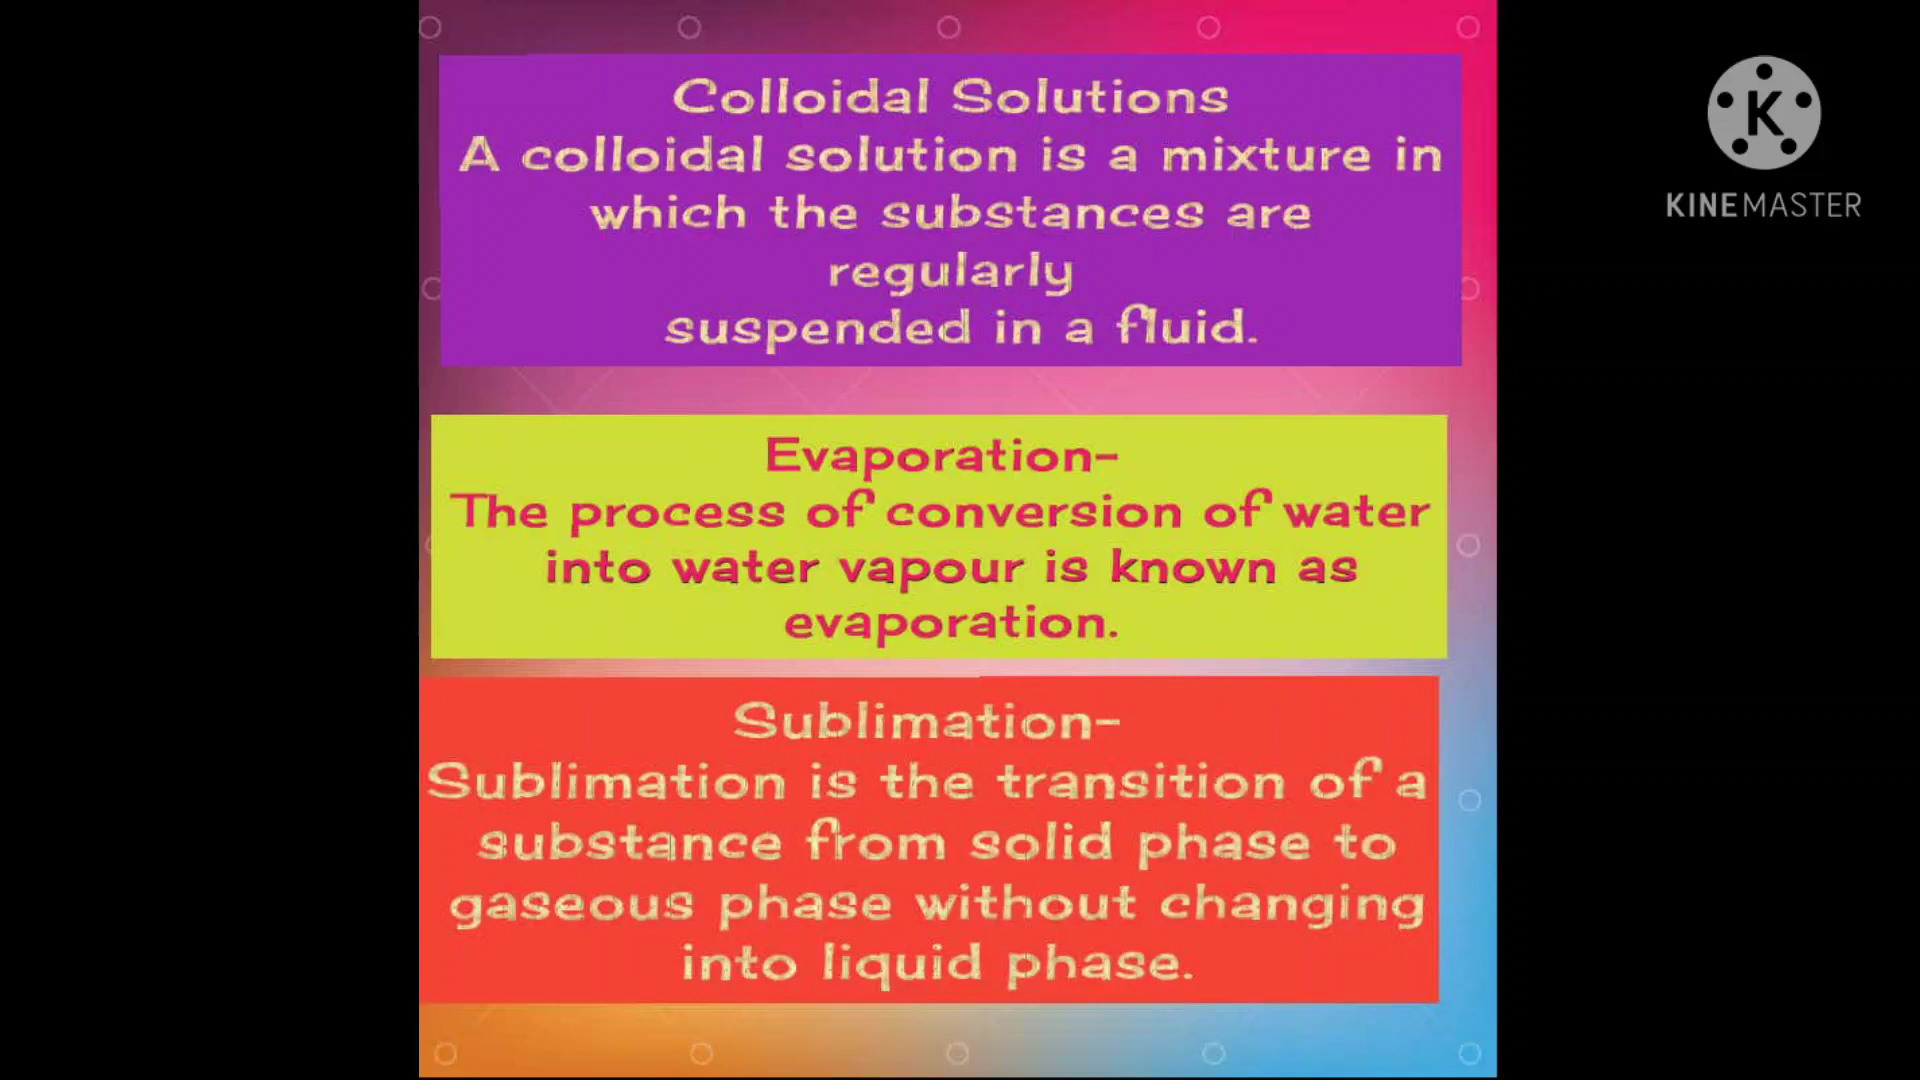 Colloidal Solutions
A colloidal solution is a mixture in
which the substances are
regularly
suspended in a fluid.
Evaporation-
The process of conversion of water
into water vapour is known as
evaporation.
Sublimation-
Sublimation is the transition of a
substance from solid phase to
gaseous phase without changing
into liquid phase.
K
KINEMASTER